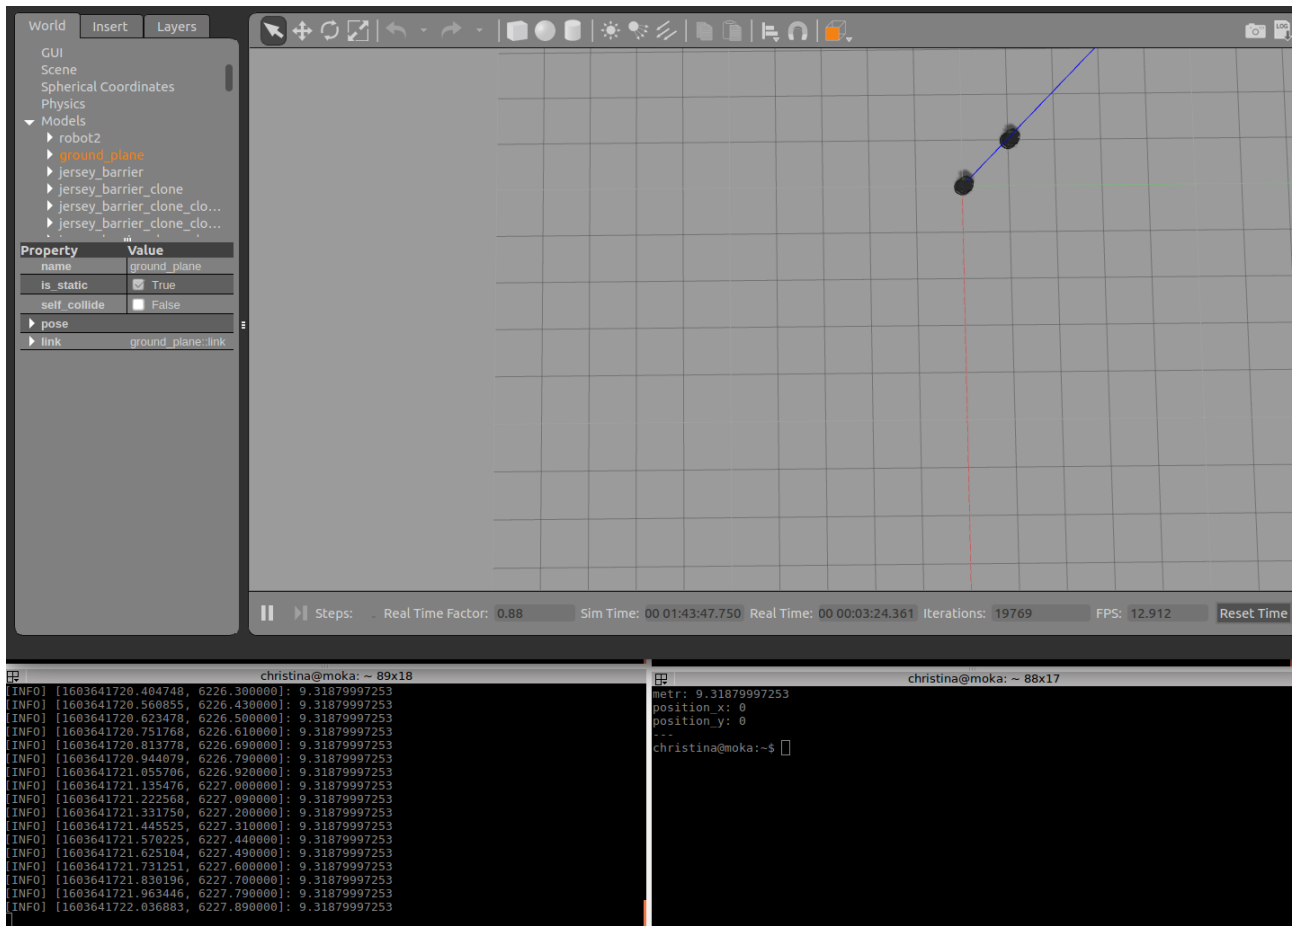 World Insert Layers
GUI
Scene
Spherical Coordinates
Physics
Models
robot2
ground_plane
jersey_barrier
jersey_barrier_clone
jersey_barrier_clone_clo...
jersey_barrier_clone_clo...
Property Value
name ground_plane
is_static True
self_collide False
pose
link ground_plane::link
LOG
Steps: Real Time Factor: 0.88 Sim Time: 00 01:43:47.750 Real Time: 00 00:03:24.361 Iterations: 19769 FPS: 12.912 Reset Time
christina@moka: ~ 89x18
[INFO] [1603641720.404748, 6226.300000]: 9.31879997253
[INFO] [1603641720.560855, 6226.430000]: 9.31879997253
[INFO] [1603641720.623478, 6226.500000]: 9.31879997253
[INFO] [1603641720.751768, 6226.610000]: 9.31879997253
[INFO] [1603641720.813778, 6226.690000]: 9.31879997253
[INFO] [1603641720.944079, 6226.790000]: 9.31879997253
[INFO] [1603641721.055706, 6226.920000]: 9.31879997253
[INFO] [1603641721.135476, 6227.000000]: 9.31879997253
[INFO] [1603641721.222568, 6227.090000]: 9.31879997253
[INFO] [1603641721.331750, 6227.200000]: 9.31879997253
[INFO] [1603641721.445525, 6227.310000]: 9.31879997253
[INFO] [1603641721.570225, 6227.440000]: 9.31879997253
[INFO] [1603641721.625104, 6227.490000]: 9.31879997253
[INFO] [1603641721.731251, 6227.600000]: 9.31879997253
[INFO] [1603641721.830196, 6227.700000]: 9.31879997253
[INFO] [1603641721.963446, 6227.790000]: 9.31879997253
[INFO] [1603641722.036883, 6227.890000]: 9.31879997253
christina@moka: ~ 88x17
metr: 9.31879997253
position_x: 0
position_y: 0
---
christina@moka:~$